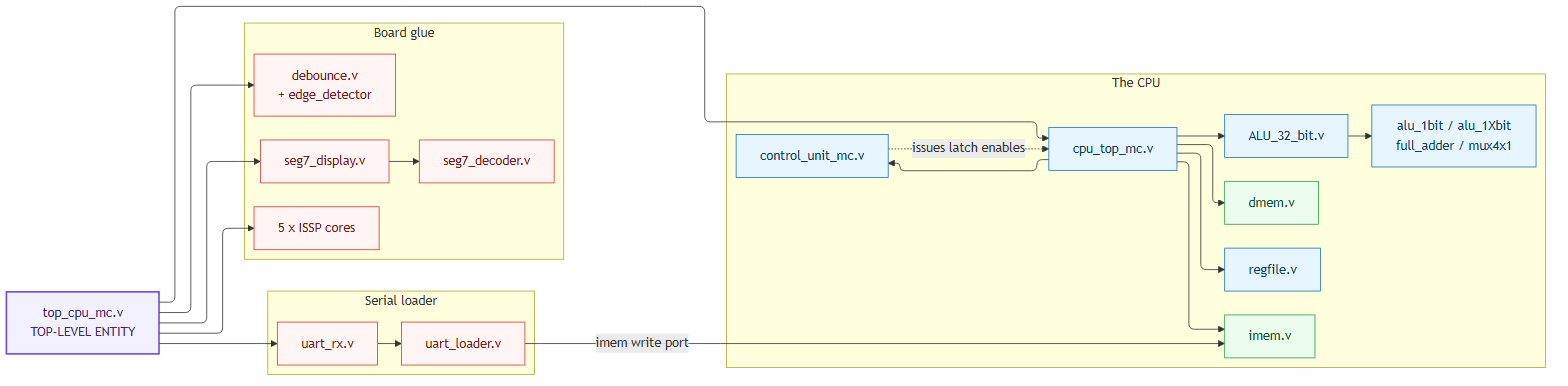 Board glue
debounce.v
+ edge_detector
seg7_display.v
seg7_decoder.v
5 x ISSP cores
top_cpu_mc.v
TOP-LEVEL ENTITY
Serial loader
uart_rx.v
uart_loader.v
imem write port
The CPU
control_unit_mc.v
issues latch enables
cpu_top_mc.v
ALU_32_bit.v
alu_1bit / alu_1Xbit
full_adder / mux4x1
dmem.v
regfile.v
imem.v